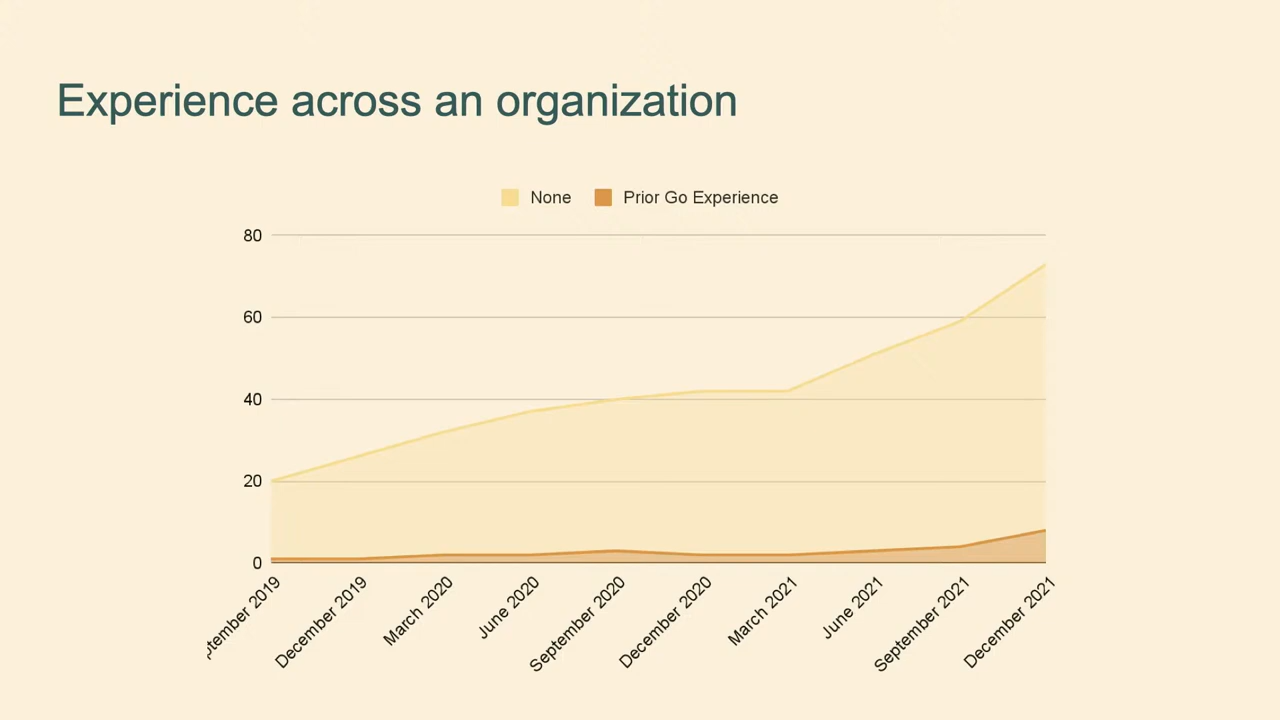 Experience across an organization
None
Prior Go Experience
80
60
40
20
0
2019
December 2019
March 2020
June 2020
September 2020
December 2020
March 2021
June 2021
September 2021
December 2021